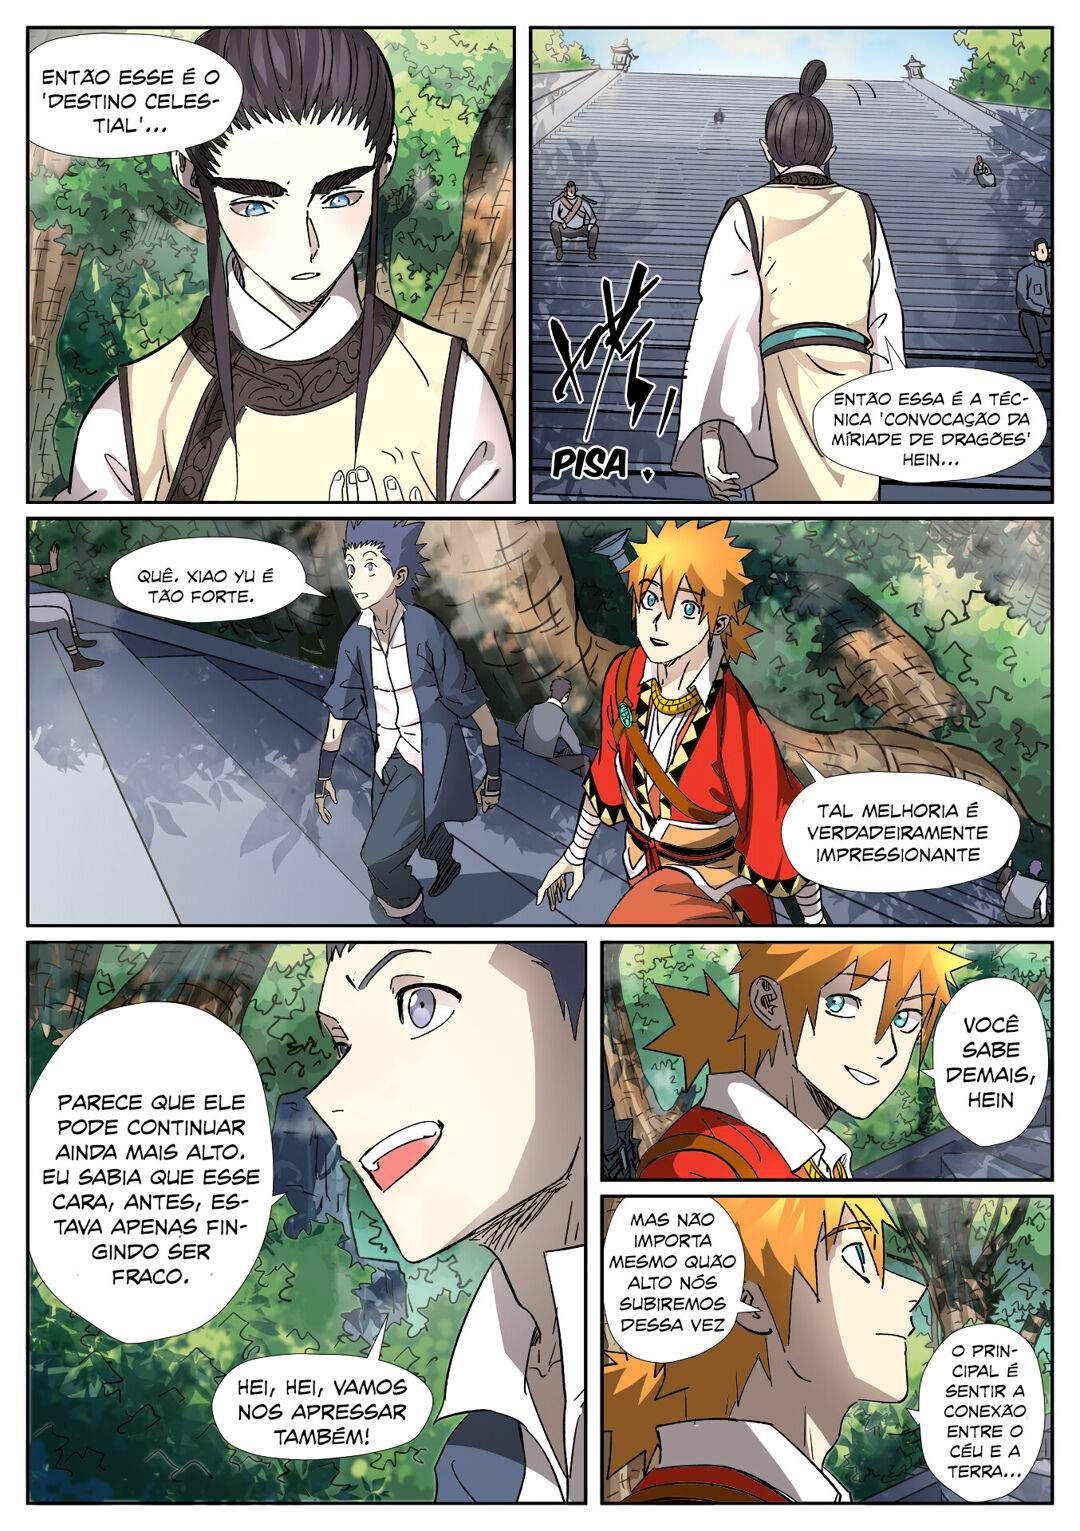 ENTÃO ESSE É O
'DESTINO CELES-
TIAL'...
PISA
ENTÃO ESSA É A TÉC-
NICA 'CONVOCAÇÃO DA
MÍRIADE DE DRAGÕES'
HEIN...
QUÊ. XIAO YU É
TÃO FORTE.
TAL MELHORIA É
VERDADEIRAMENTE
IMPRESSIONANTE
PARECE QUE ELE
PODE CONTINUAR
AINDA MAIS ALTO.
EU SABIA QUE ESSE
CARA, ANTES, ES-
TAVA APENAS FIN-
GINDO SER
FRACO.
HEI, HEI, VAMOS
NOS APRESSAR
TAMBÉM!
VOCÊ
SABE
DEMAIS,
HEIN
MAS NÃO
IMPORTA
MESMO QUÃO
ALTO NÓS
SUBIREMOS
DESSA VEZ
O PRIN-
CIPAL É
SENTIR A
CONEXÃO
ENTRE O
CÉU E A
TERRA...